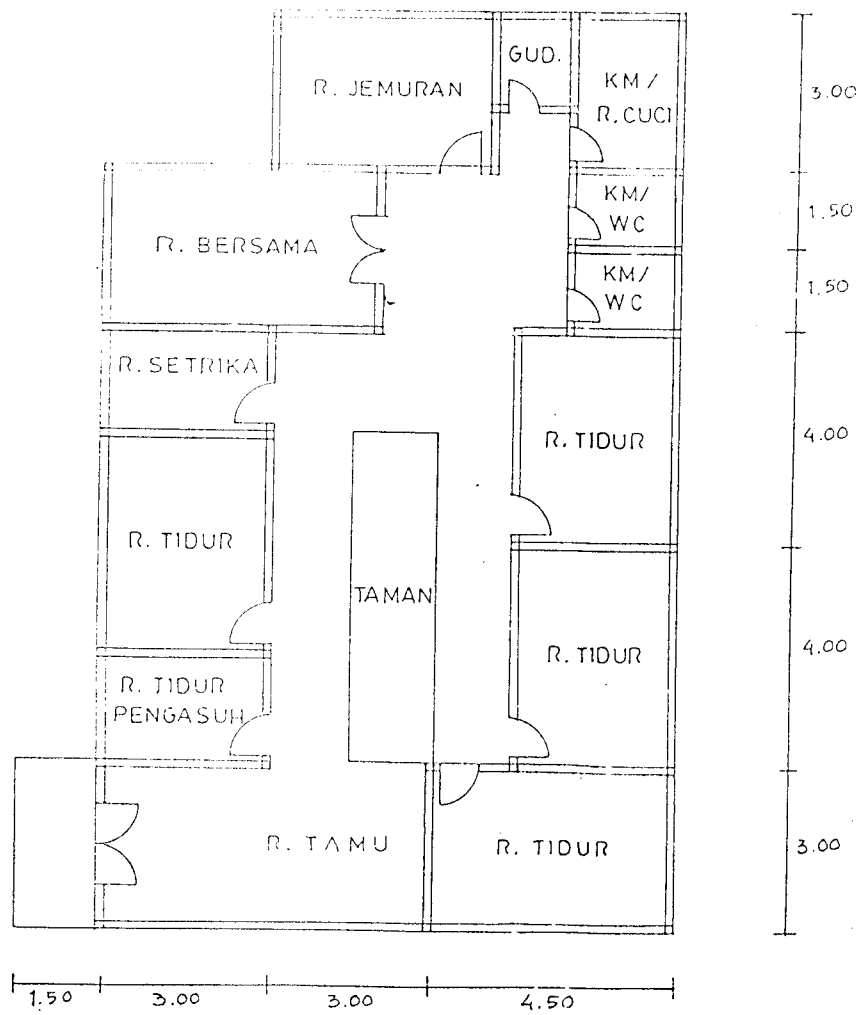 GUD.
R. JEMURAN
KM/
R. CUCI
3.00
KM/
WC
1.50
R. BERSAMA
KM/
WC
1.50
R. SETRIKA
R. TIDUR
4.00
R. TIDUR
TAMAN
R. TIDUR
4.00
R. TIDUR
PENGASUH
R. TAMU
R. TIDUR
3.00
1.50
3.00
3.00
4.50